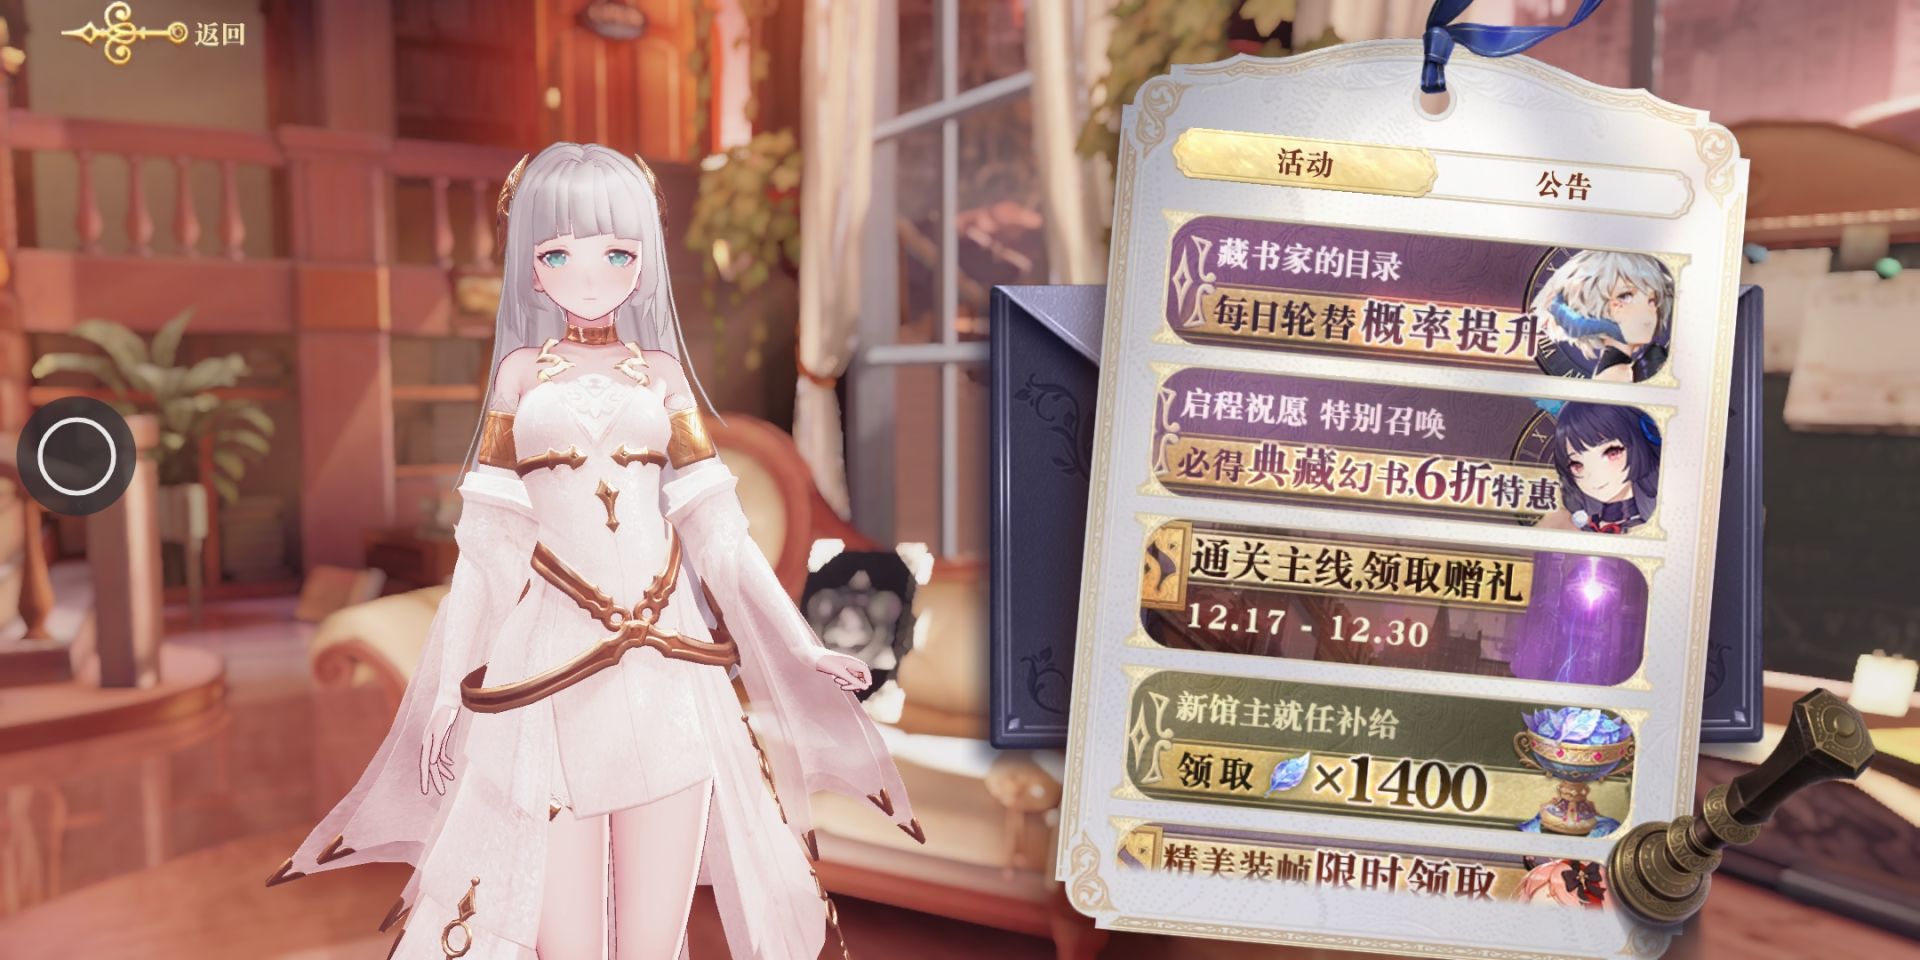 返回
活动
公告
藏书家的目录
每日轮替概率提升
启程祝愿 特别召唤
必得典藏幻书,6折特惠
通关主线,领取赠礼
12.17 - 12.30
新馆主就任补给
领取×1400
精美装帧限时领取